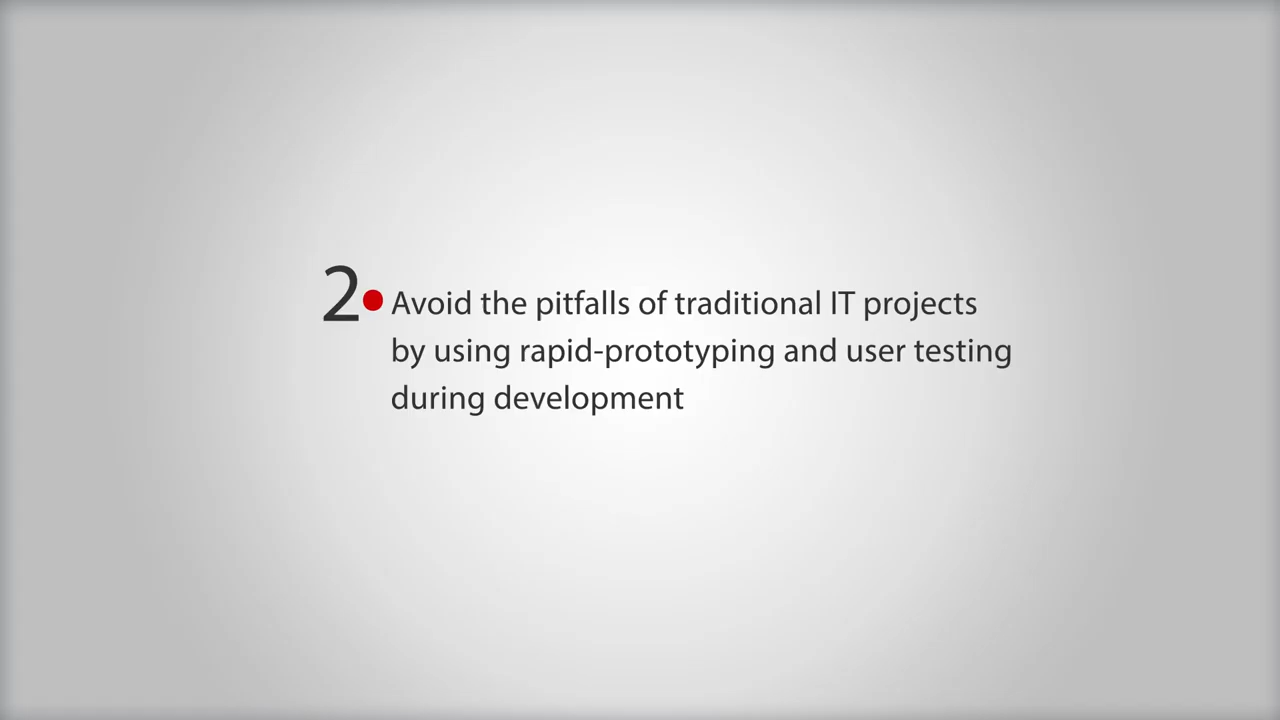 2• Avoid the pitfalls of traditional IT projects
by using rapid-prototyping and user testing
during development